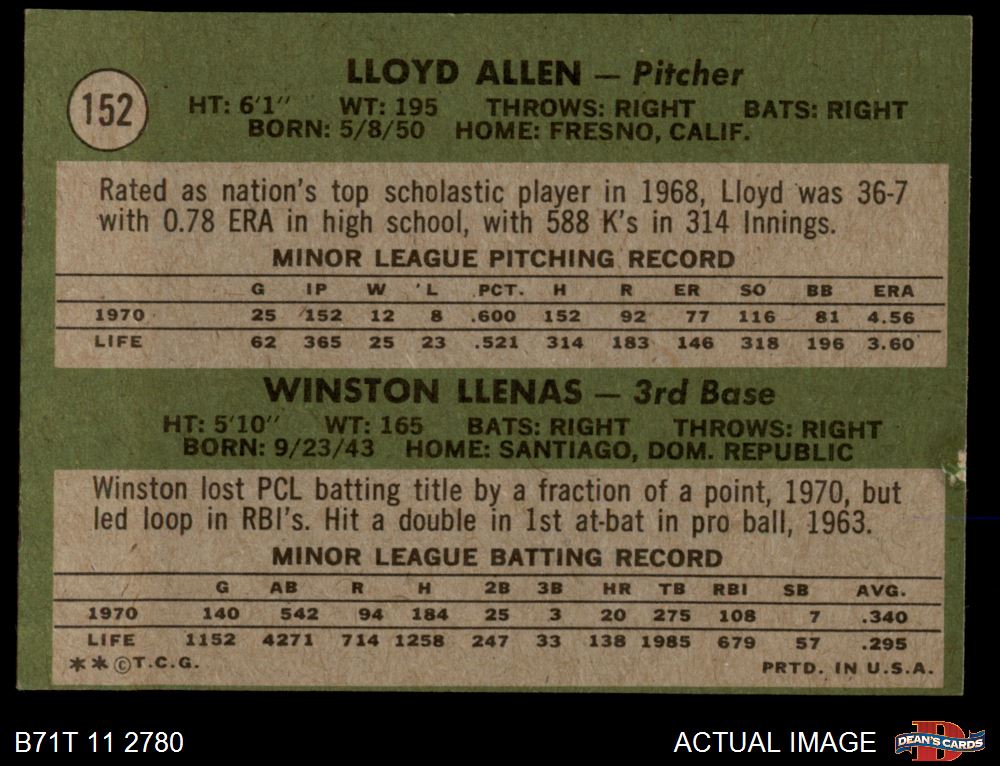 152
LLOYD ALLEN — Pitcher
HT: 6'1" WT: 195 THROWS: RIGHT BATS: RIGHT
BORN: 5/8/50 HOME: FRESNO, CALIF.
Rated as nation's top scholastic player in 1968, Lloyd was 36-7
with 0.78 ERA in high school, with 588 K's in 314 Innings.
MINOR LEAGUE PITCHING RECORD
G IP W L PCT. H R ER SO BB ERA
1970 25 152 12 8 .600 152 92 77 116 81 4.56
LIFE 62 365 25 23 .521 314 183 146 318 196 3.60
WINSTON LLENAS — 3rd Base
HT: 5'10" WT: 165 BATS: RIGHT THROWS: RIGHT
BORN: 9/23/43 HOME: SANTIAGO, DOM. REPUBLIC
Winston lost PCL batting title by a fraction of a point, 1970, but
led loop in RBI's. Hit a double in 1st at-bat in pro ball, 1963.
MINOR LEAGUE BATTING RECORD
G AB R H 2B 3B HR TB RBI SB AVG.
1970 140 542 94 184 25 3 20 275 108 7 .340
LIFE 1152 4271 714 1258 247 33 138 1985 679 57 .295
**©T.C.G. PRTD. IN U.S.A.
B71T 11 2780 ACTUAL IMAGE DEAN'S CARDS